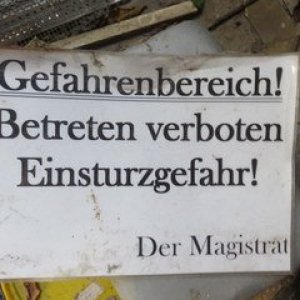 Gefahrenbereich!
Betreten verboten
Einsturzgefahr!
Der Magistrat